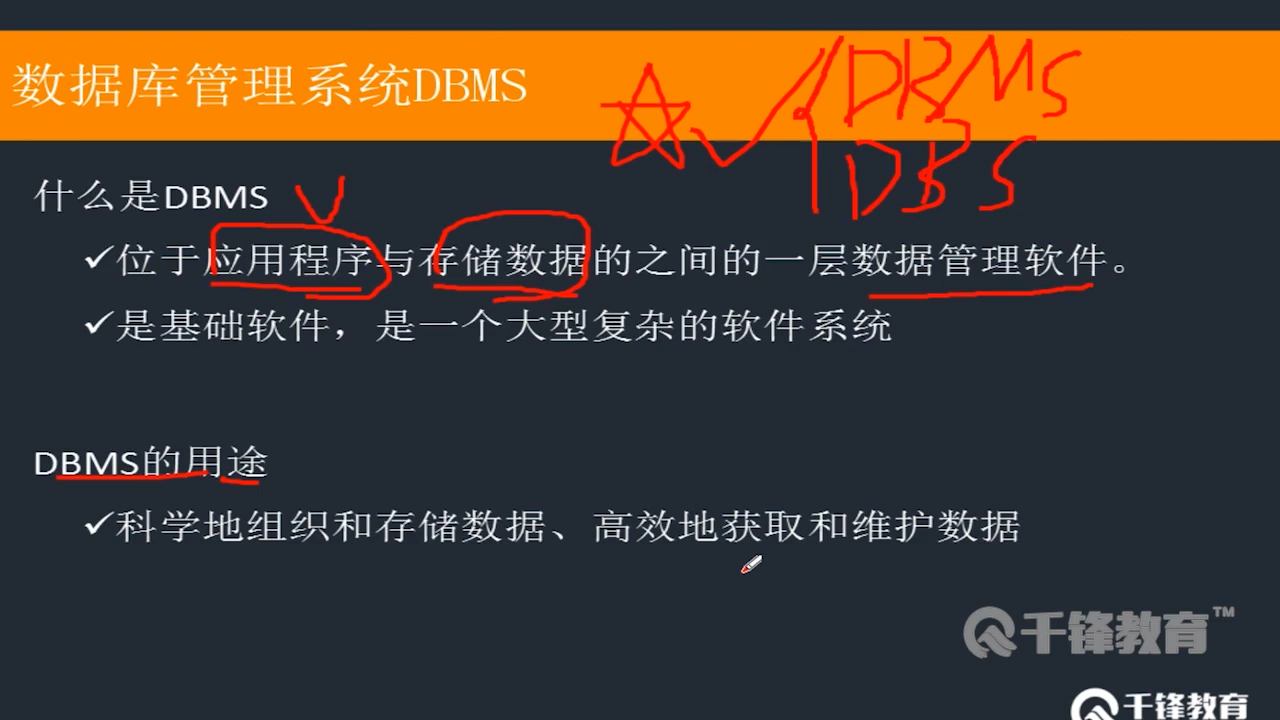 数据库管理系统DBMS
DBMS
DBS
什么是DBMS
✓位于应用程序与存储数据的之间的一层数据管理软件。
✓是基础软件，是一个大型复杂的软件系统
DBMS的用途
✓科学地组织和存储数据、高效地获取和维护数据
千锋教育™
千锋教育